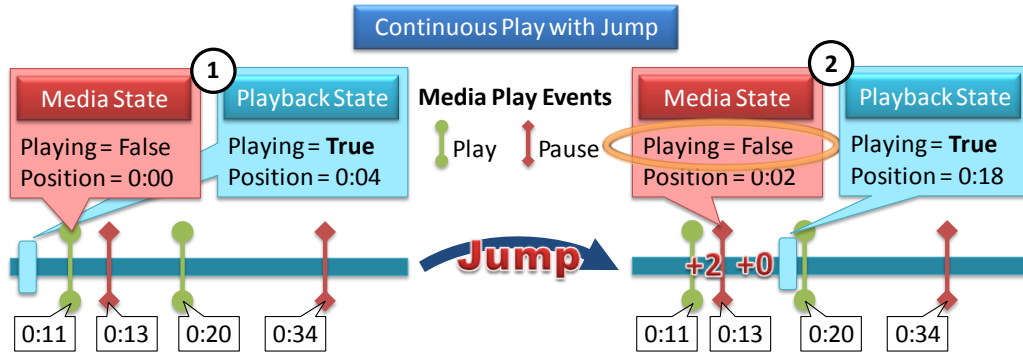 Continuous Play with Jump
1
Media State
Playback State
Playing = False
Position = 0:00
Playing = True
Position = 0:04
Media Play Events
Play
Pause
2
Media State
Playback State
Playing = False
Position = 0:02
Playing = True
Position = 0:18
Jump
+2 +0
0:11 0:13 0:20 0:34
0:11 0:13 0:20 0:34